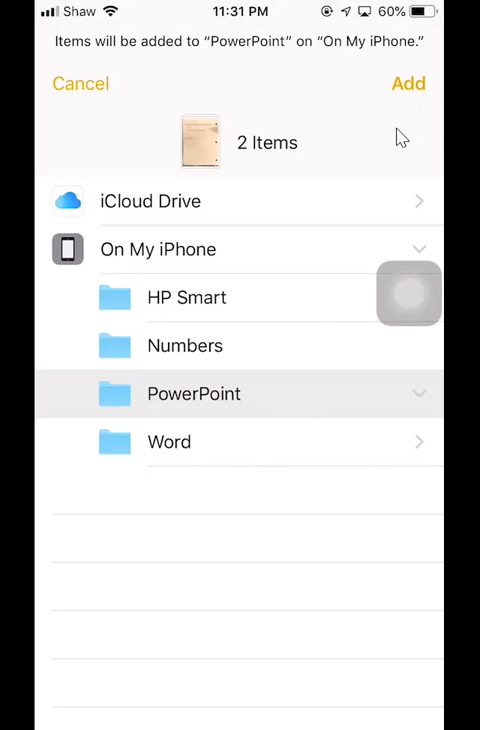 Shaw 11:31 PM 60%
Items will be added to “PowerPoint” on “On My iPhone.”
Cancel Add
2 Items
iCloud Drive
On My iPhone
HP Smart
Numbers
PowerPoint
Word